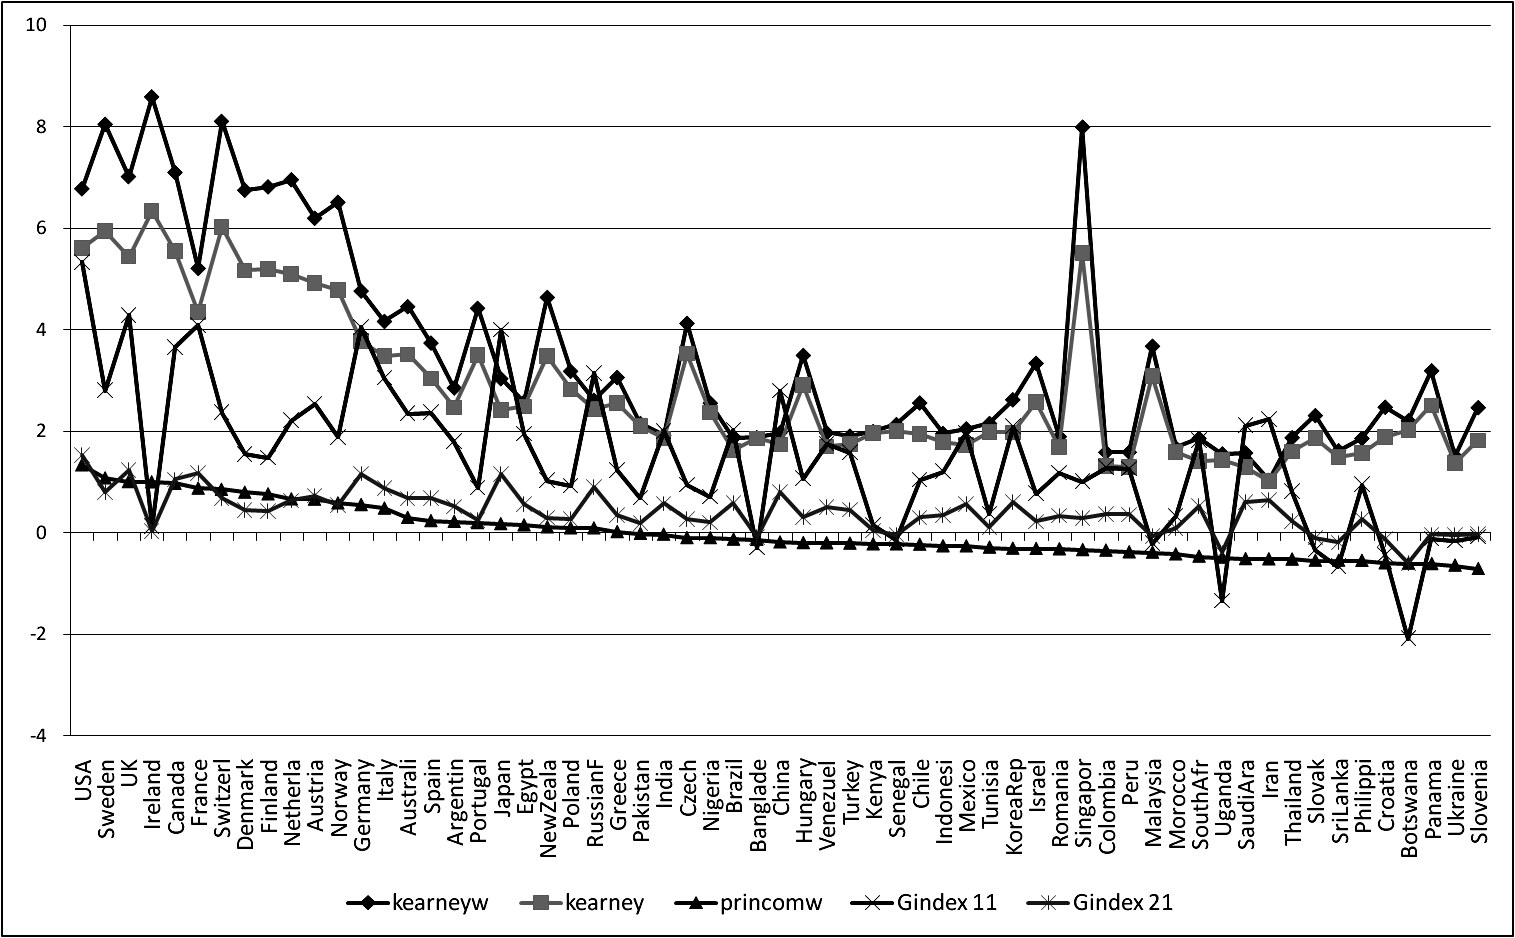 10
8
6
4
2
0
-2
-4
USA
Sweden
UK
Ireland
Canada
France
Switzerl
Denmark
Finland
Netherla
Austria
Norway
Germany
Italy
Australi
Spain
Argentin
Portugal
Japan
Egypt
NewZeala
Poland
RussianF
Greece
Pakistan
India
Czech
Nigeria
Brazil
Banglade
China
Hungary
Venezuel
Turkey
Kenya
Senegal
Chile
Indonesi
Mexico
Tunisia
KoreaRep
Israel
Romania
Singapor
Colombia
Peru
Malaysia
Morocco
SouthAfr
Uganda
SaudiAra
Iran
Thailand
Slovak
SriLanka
Philippi
Croatia
Botswana
Panama
Ukraine
Slovenia
kearneyw kearney princomw Gindex 11 Gindex 21